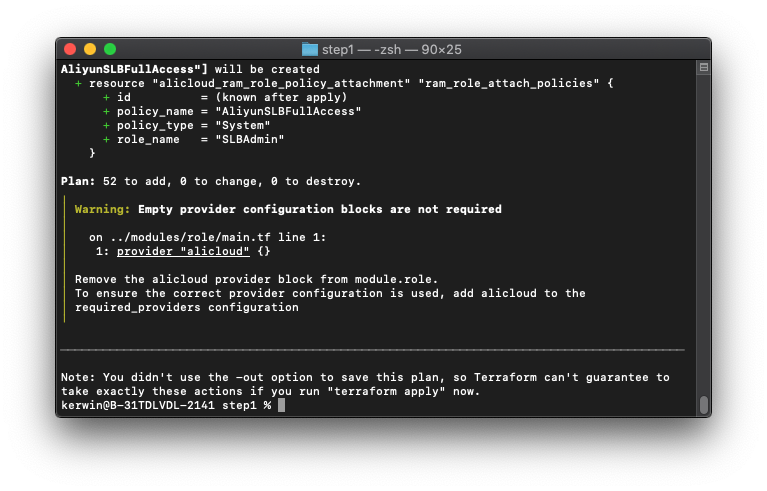 step1 — -zsh — 90×25
AliyunSLBFullAccess"] will be created
+ resource "alicloud_ram_role_policy_attachment" "ram_role_attach_policies" {
+ id          = (known after apply)
+ policy_name = "AliyunSLBFullAccess"
+ policy_type = "System"
+ role_name   = "SLBAdmin"
}
Plan: 52 to add, 0 to change, 0 to destroy.
Warning: Empty provider configuration blocks are not required
on ../modules/role/main.tf line 1:
1: provider "alicloud" {}
Remove the alicloud provider block from module.role.
To ensure the correct provider configuration is used, add alicloud to the
required_providers configuration
Note: You didn't use the -out option to save this plan, so Terraform can't guarantee to
take exactly these actions if you run "terraform apply" now.
kerwin@B-31TDLVDL-2141 step1 %